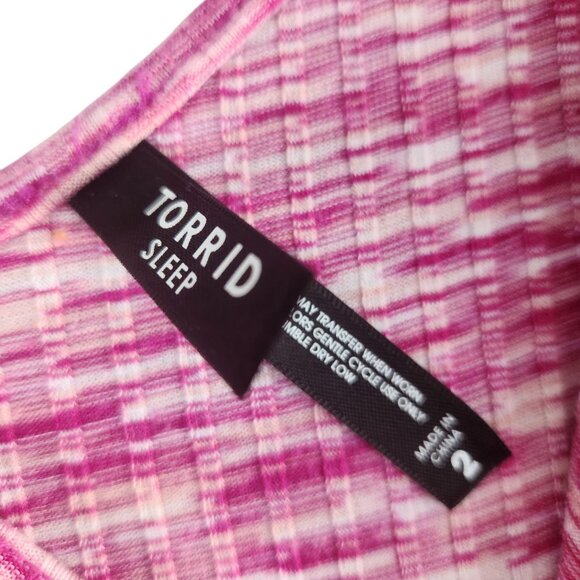 TORRID
SLEEP
MAY TRANSFER WHEN WORN
GENTLE CYCLE USE ONLY
DRY LOW
MADE IN
CHINA
2